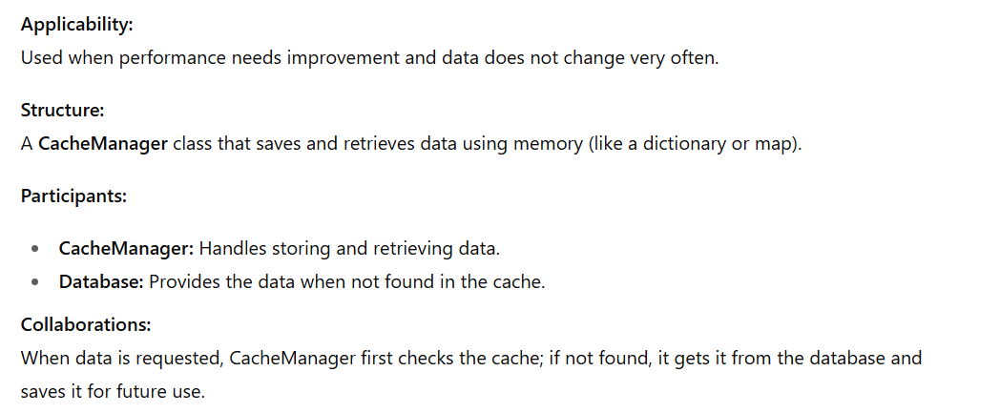 Applicability:
Used when performance needs improvement and data does not change very often.
Structure:
A CacheManager class that saves and retrieves data using memory (like a dictionary or map).
Participants:
• CacheManager: Handles storing and retrieving data.
• Database: Provides the data when not found in the cache.
Collaborations:
When data is requested, CacheManager first checks the cache; if not found, it gets it from the database and
saves it for future use.